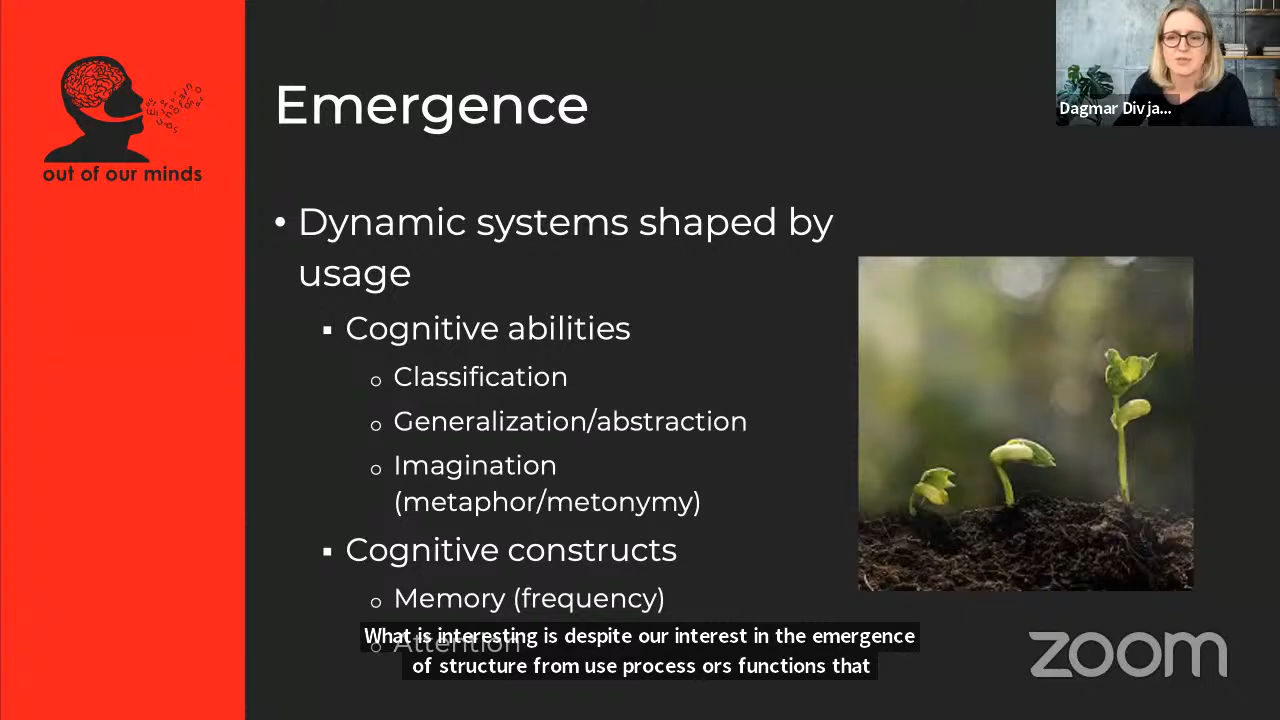 out of our minds
Emergence
• Dynamic systems shaped by
usage
▪ Cognitive abilities
o Classification
o Generalization/abstraction
o Imagination
(metaphor/metonymy)
▪ Cognitive constructs
o Memory (frequency)
o Attention
What is interesting is despite our interest in the emergence
of structure from use process ors functions that
Dagmar Divja...
zoom